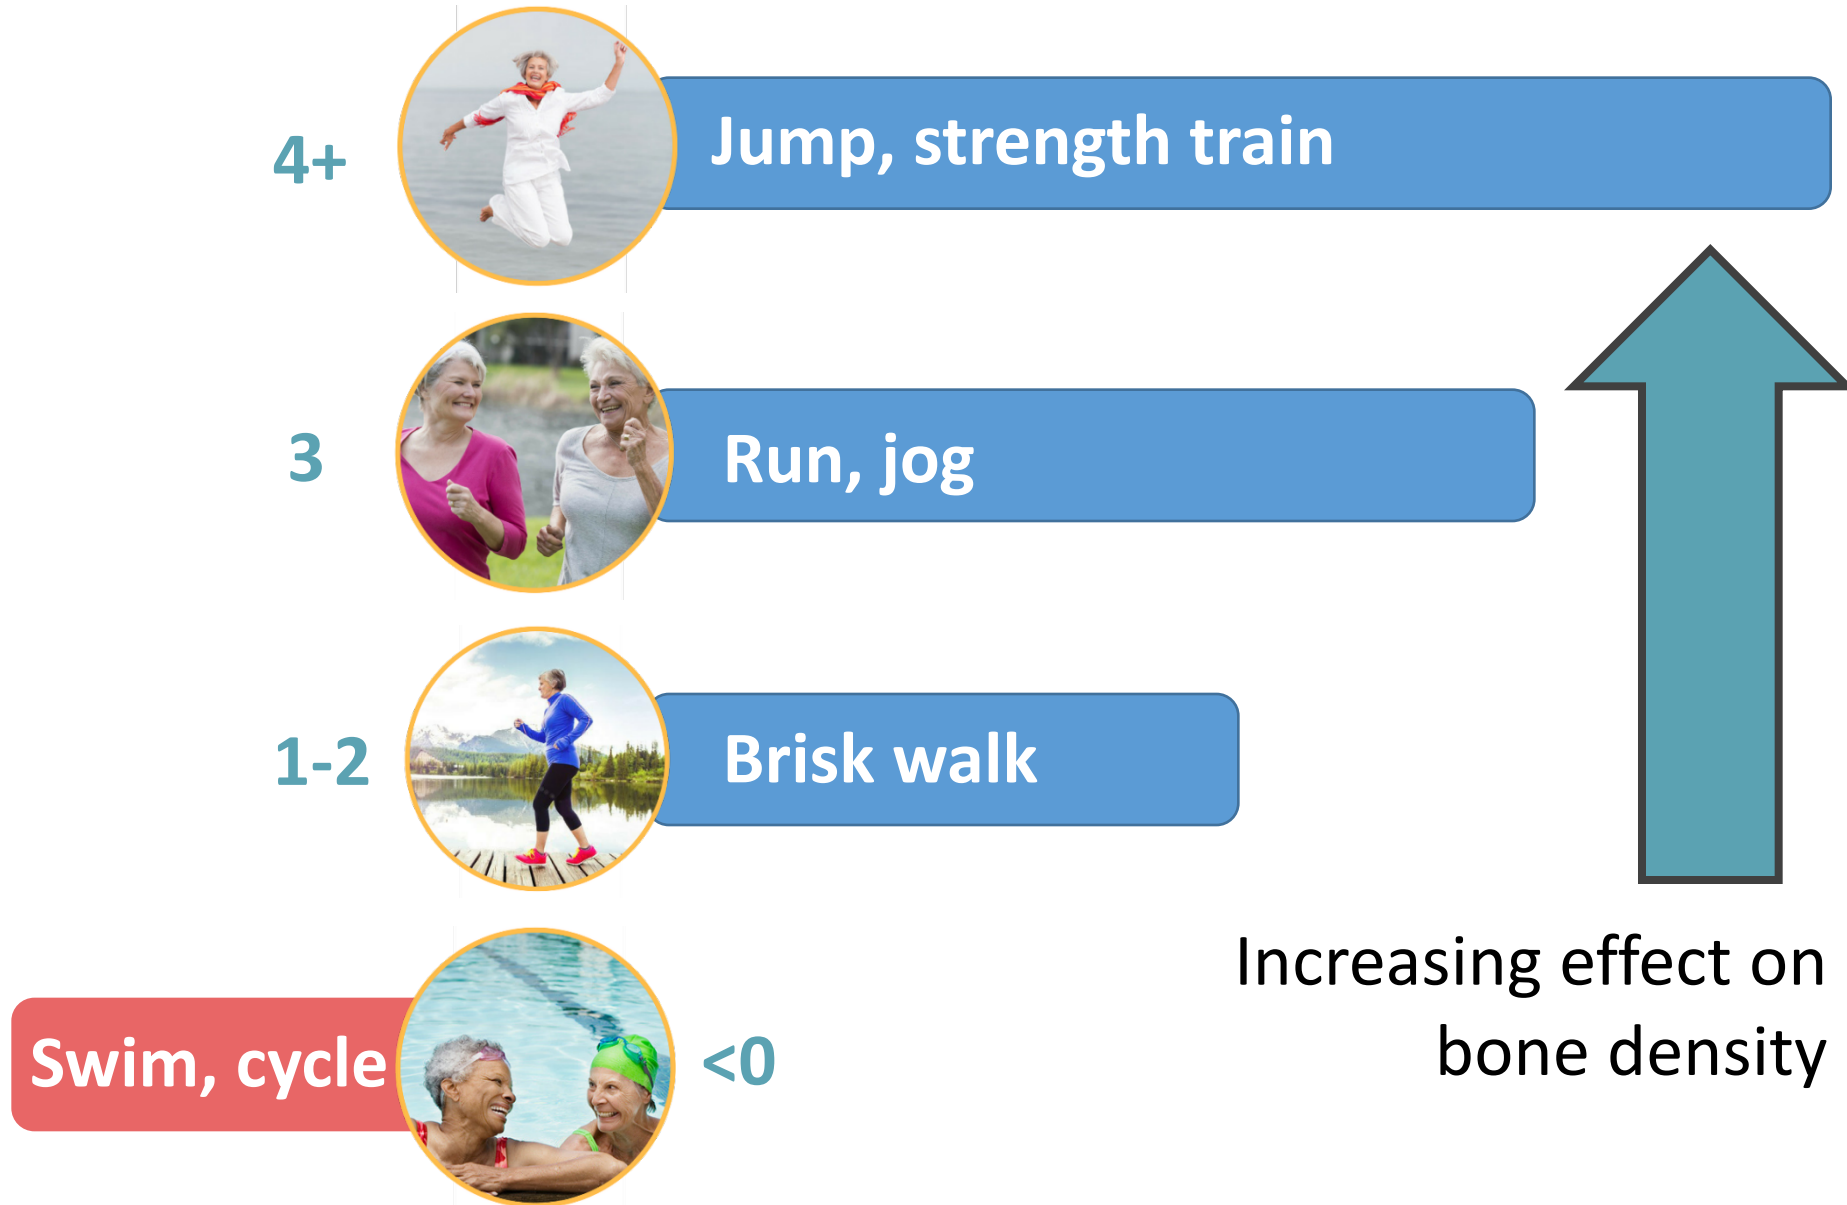 4+
Jump, strength train
3
Run, jog
1-2
Brisk walk
Swim, cycle
<0
Increasing effect on
bone density